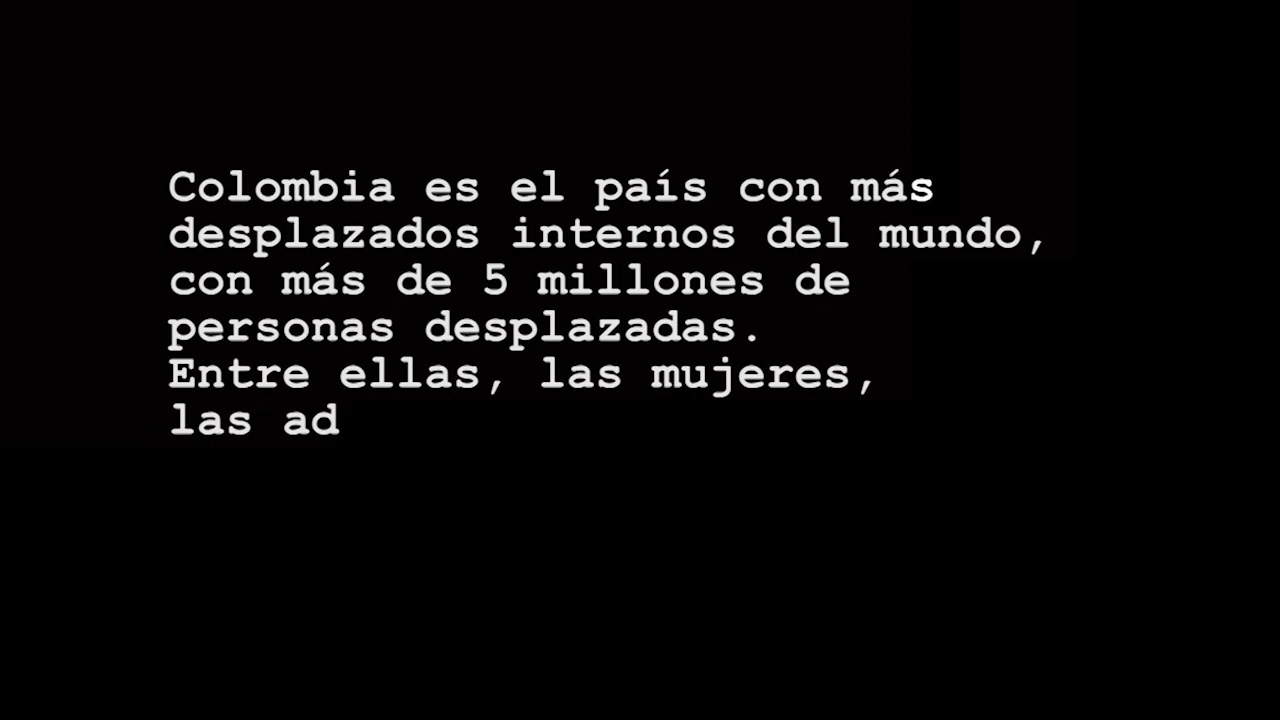 Colombia es el país con más
desplazados internos del mundo,
con más de 5 millones de
personas desplazadas.
Entre ellas, las mujeres,
las ad